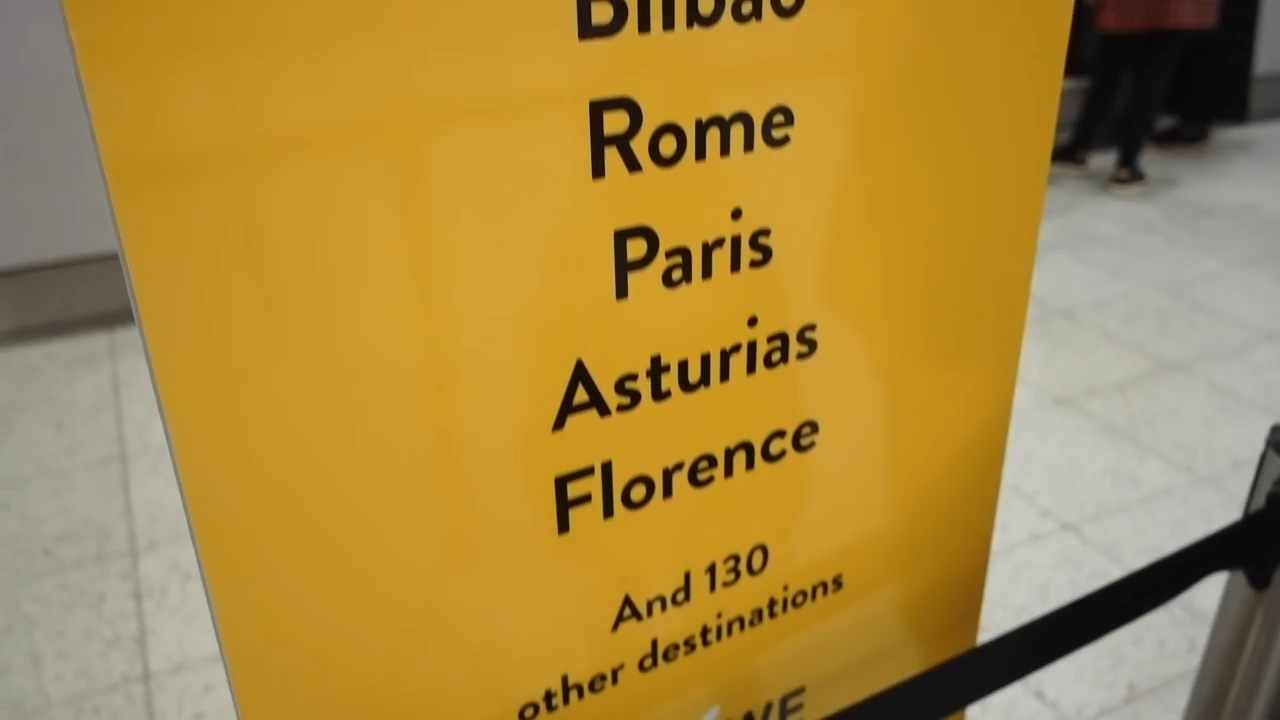 Bilbao
Rome
Paris
Asturias
Florence
And 130
other destinations